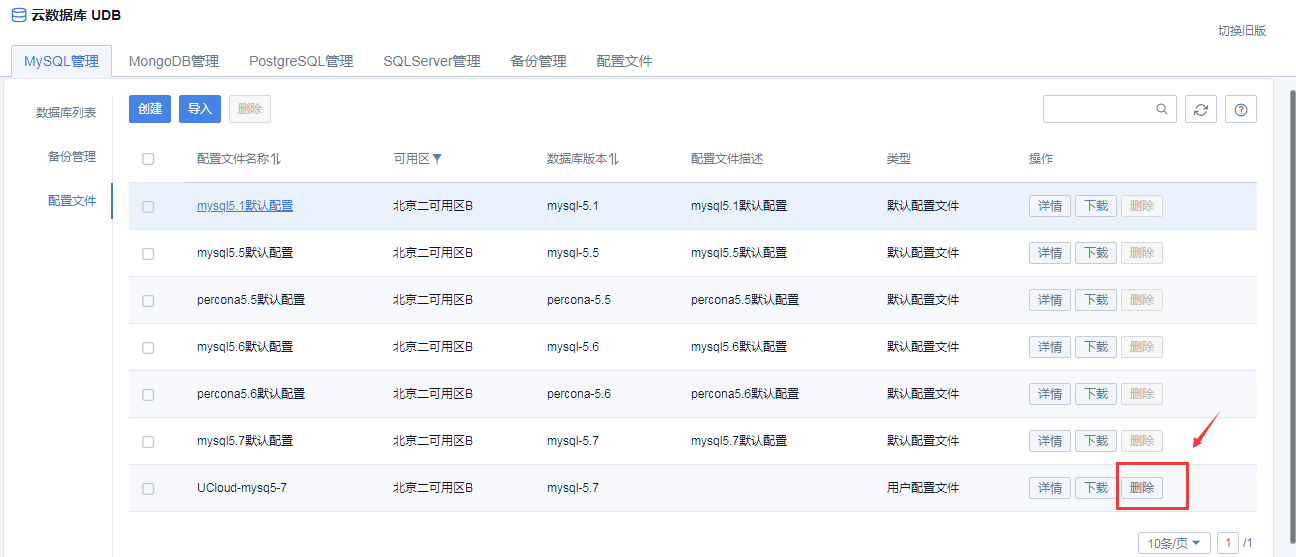 云数据库 UDB
切换旧版
MySQL管理 MongoDB管理 PostgreSQL管理 SQLServer管理 备份管理 配置文件
数据库列表
备份管理
配置文件
创建 导入 删除
配置文件名称 可用区 数据库版本 配置文件描述 类型 操作
mysql5.1默认配置 北京二可用区B mysql-5.1 mysql5.1默认配置 默认配置文件 详情 下载 删除
mysql5.5默认配置 北京二可用区B mysql-5.5 mysql5.5默认配置 默认配置文件 详情 下载 删除
percona5.5默认配置 北京二可用区B percona-5.5 percona5.5默认配置 默认配置文件 详情 下载 删除
mysql5.6默认配置 北京二可用区B mysql-5.6 mysql5.6默认配置 默认配置文件 详情 下载 删除
percona5.6默认配置 北京二可用区B percona-5.6 percona5.6默认配置 默认配置文件 详情 下载 删除
mysql5.7默认配置 北京二可用区B mysql-5.7 mysql5.7默认配置 默认配置文件 详情 下载 删除
UCloud-mysq5-7 北京二可用区B mysql-5.7 用户配置文件 详情 下载 删除
10条/页 1 /1